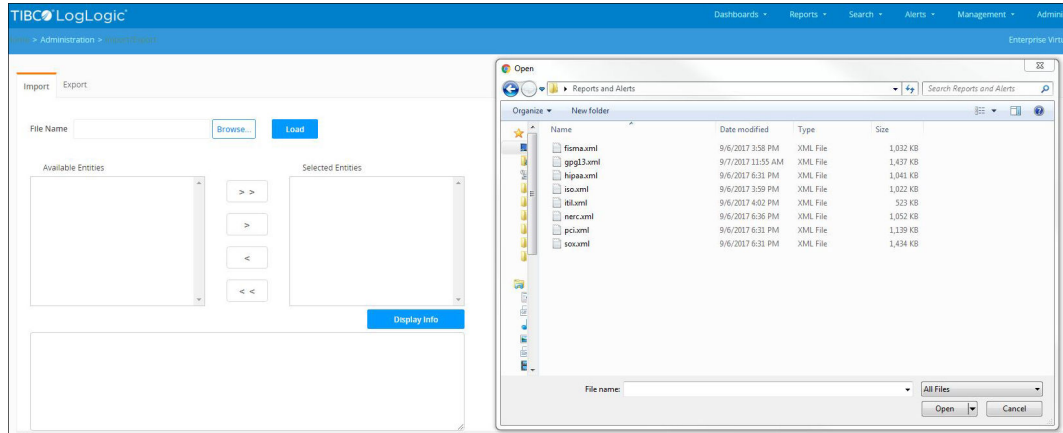 TIBCO LogLogic
Dashboards Reports Search Alerts Management Admini
> Administration >
Enterprise Virtu
Import Export
File Name Browse... Load
Available Entities Selected Entities
> >
>
<
< <
Display Info
Open
Reports and Alerts Search Reports and Alerts
Organize New folder
Name Date modified Type Size
fisma.xml 9/6/2017 3:58 PM XML File 1,032 KB
gpg13.xml 9/7/2017 11:55 AM XML File 1,437 KB
hipaa.xml 9/6/2017 6:31 PM XML File 1,041 KB
iso.xml 9/6/2017 3:59 PM XML File 1,022 KB
itil.xml 9/6/2017 4:02 PM XML File 523 KB
nerc.xml 9/6/2017 6:36 PM XML File 1,052 KB
pci.xml 9/6/2017 6:31 PM XML File 1,139 KB
sox.xml 9/6/2017 6:31 PM XML File 1,434 KB
File name: All Files
Open Cancel